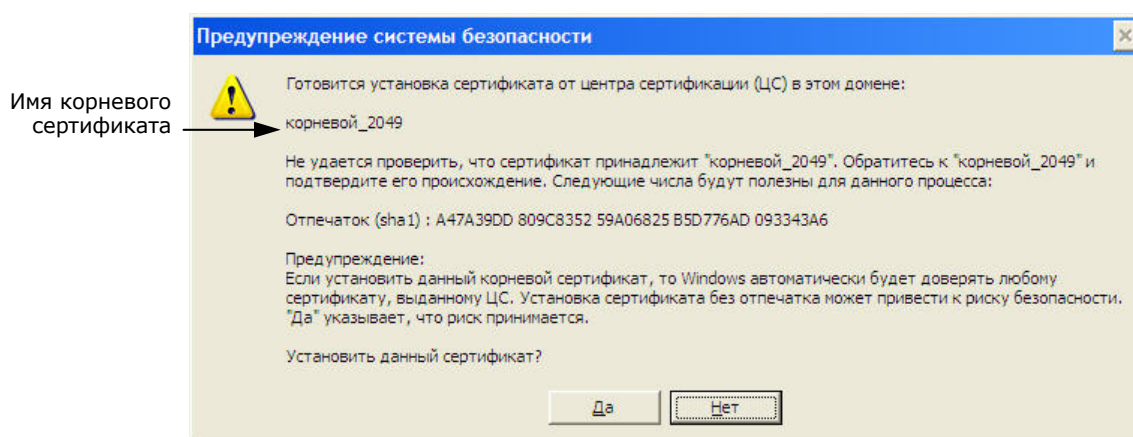 Предупреждение системы безопасности
Готовится установка сертификата от центра сертификации (ЦС) в этом домене:
Имя корневого
сертификата
корневой_2049
Не удается проверить, что сертификат принадлежит "корневой_2049". Обратитесь к "корневой_2049" и
подтвердите его происхождение. Следующие числа будут полезны для данного процесса:
Отпечаток (sha1) : A47A39DD 809C8352 59A06825 B5D776AD 093343A6
Предупреждение:
Если установить данный корневой сертификат, то Windows автоматически будет доверять любому
сертификату, выданному ЦС. Установка сертификата без отпечатка может привести к риску безопасности.
"Да" указывает, что риск принимается.
Установить данный сертификат?
Да
Нет